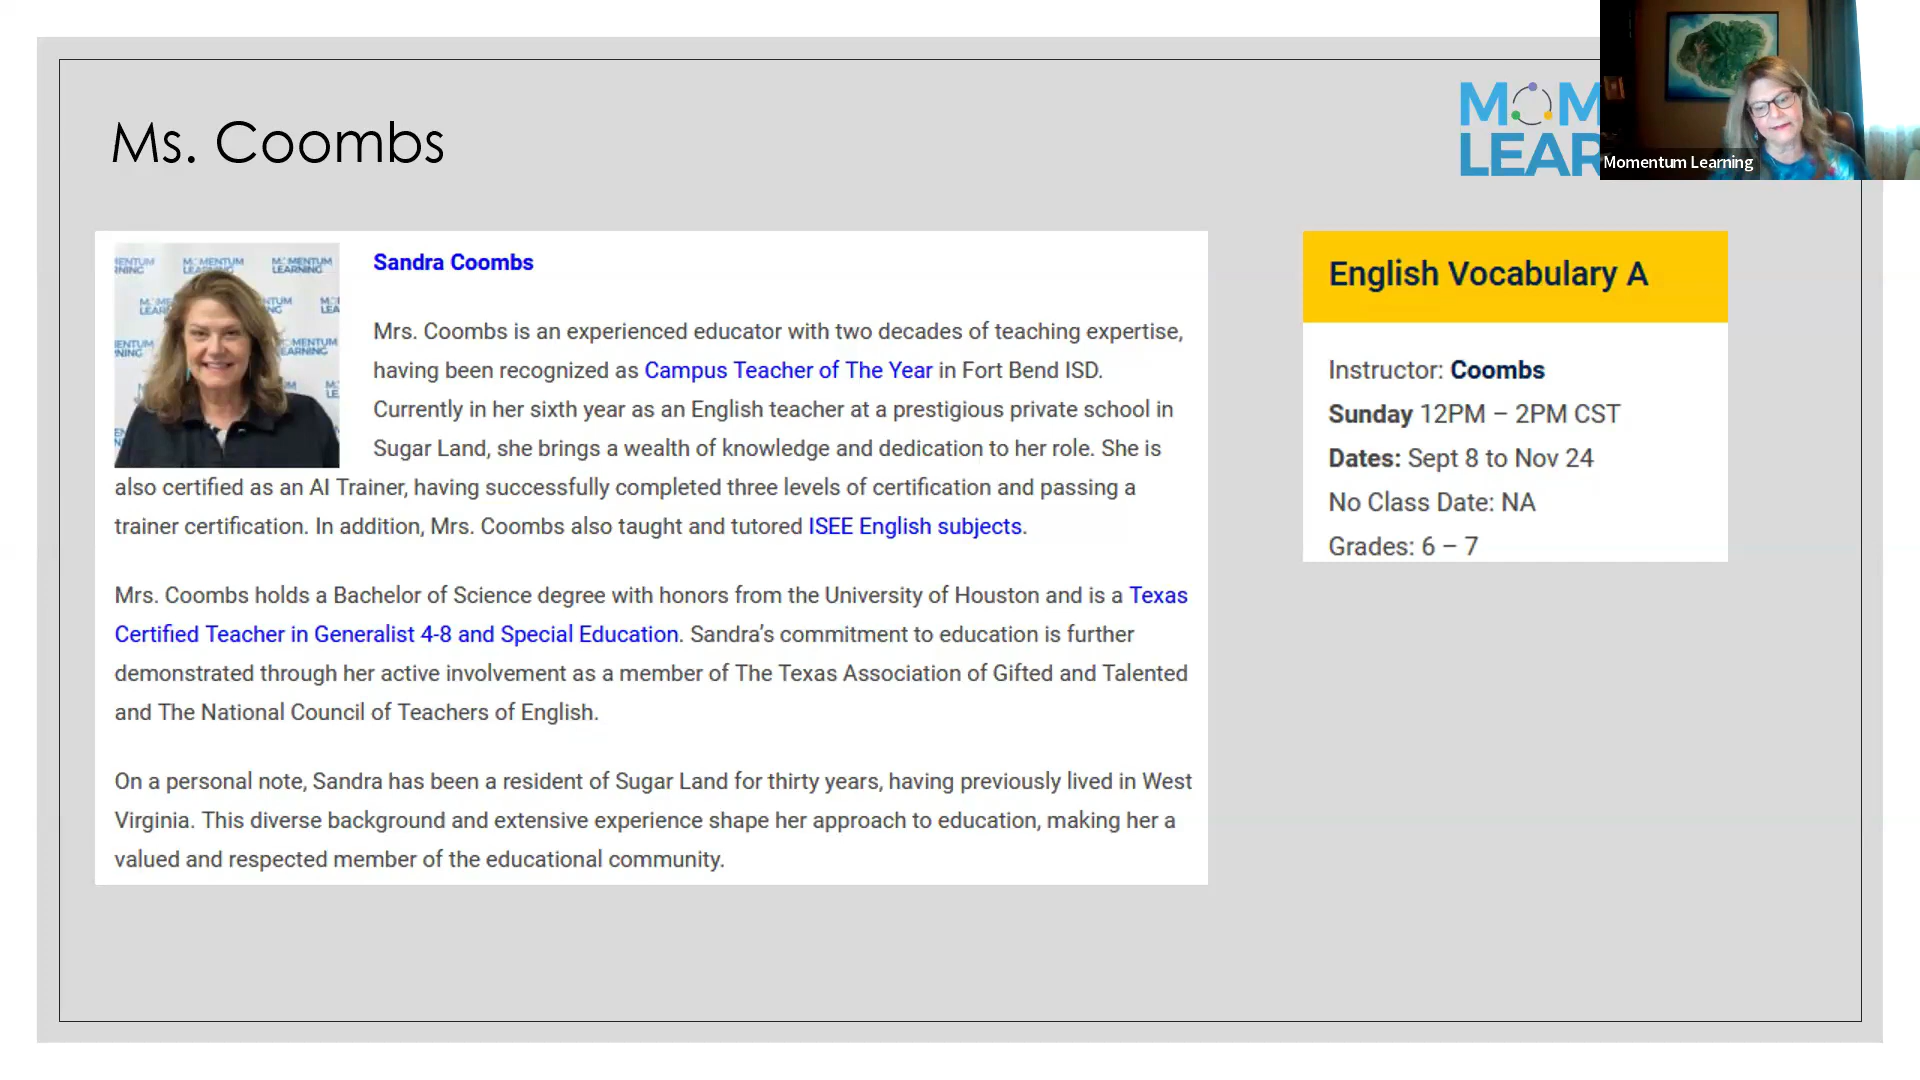 Ms. Coombs
MOM
LEAR
Momentum Learning
MENTUM MOMENTUM MOMENTUM
LEARNING LEARNING
Sandra Coombs
Mrs. Coombs is an experienced educator with two decades of teaching expertise,
having been recognized as Campus Teacher of The Year in Fort Bend ISD.
Currently in her sixth year as an English teacher at a prestigious private school in
Sugar Land, she brings a wealth of knowledge and dedication to her role. She is
also certified as an AI Trainer, having successfully completed three levels of certification and passing a
trainer certification. In addition, Mrs. Coombs also taught and tutored ISEE English subjects.
Mrs. Coombs holds a Bachelor of Science degree with honors from the University of Houston and is a Texas
Certified Teacher in Generalist 4-8 and Special Education. Sandra’s commitment to education is further
demonstrated through her active involvement as a member of The Texas Association of Gifted and Talented
and The National Council of Teachers of English.
On a personal note, Sandra has been a resident of Sugar Land for thirty years, having previously lived in West
Virginia. This diverse background and extensive experience shape her approach to education, making her a
valued and respected member of the educational community.
English Vocabulary A
Instructor: Coombs
Sunday 12PM – 2PM CST
Dates: Sept 8 to Nov 24
No Class Date: NA
Grades: 6 – 7